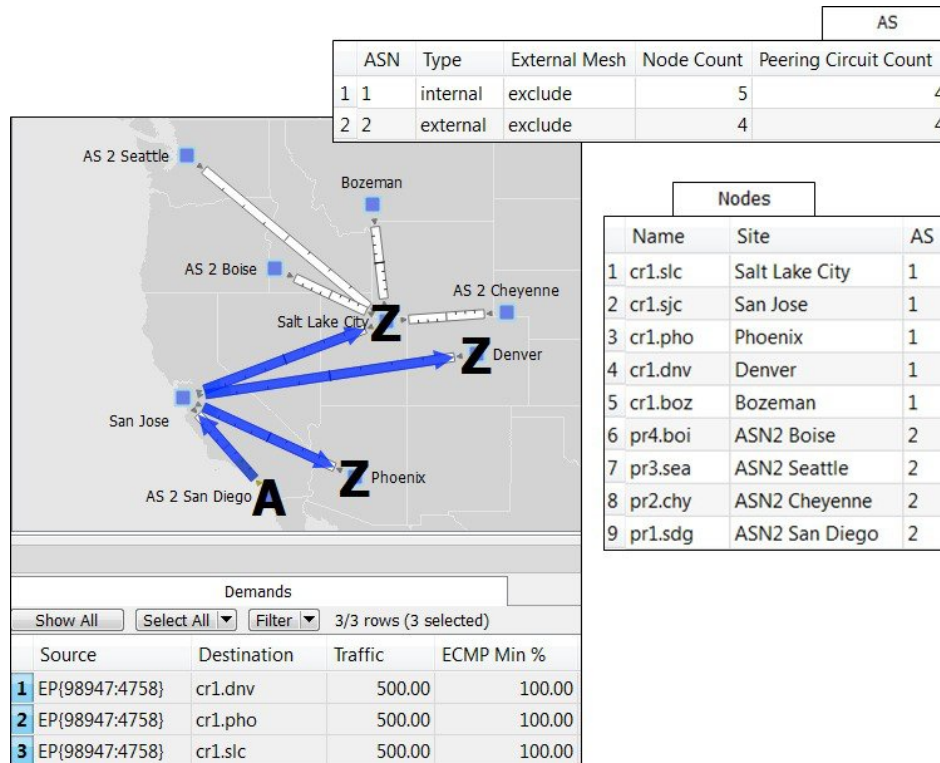 AS
ASN Type External Mesh Node Count Peering Circuit Count
1 1 internal exclude 5 4
2 2 external exclude 4 4
AS 2 Seattle
Bozeman
AS 2 Boise
AS 2 Cheyenne
Salt Lake City Z
Z Denver
San Jose
Z Phoenix
AS 2 San Diego A
Nodes
Name Site AS
1 cr1.slc Salt Lake City 1
2 cr1.sjc San Jose 1
3 cr1.pho Phoenix 1
4 cr1.dnv Denver 1
5 cr1.boz Bozeman 1
6 pr4.boi ASN2 Boise 2
7 pr3.sea ASN2 Seattle 2
8 pr2.chy ASN2 Cheyenne 2
9 pr1.sdg ASN2 San Diego 2
Demands
Show All Select All Filter 3/3 rows (3 selected)
Source Destination Traffic ECMP Min %
1 EP{98947:4758} cr1.dnv 500.00 100.00
2 EP{98947:4758} cr1.pho 500.00 100.00
3 EP{98947:4758} cr1.slc 500.00 100.00